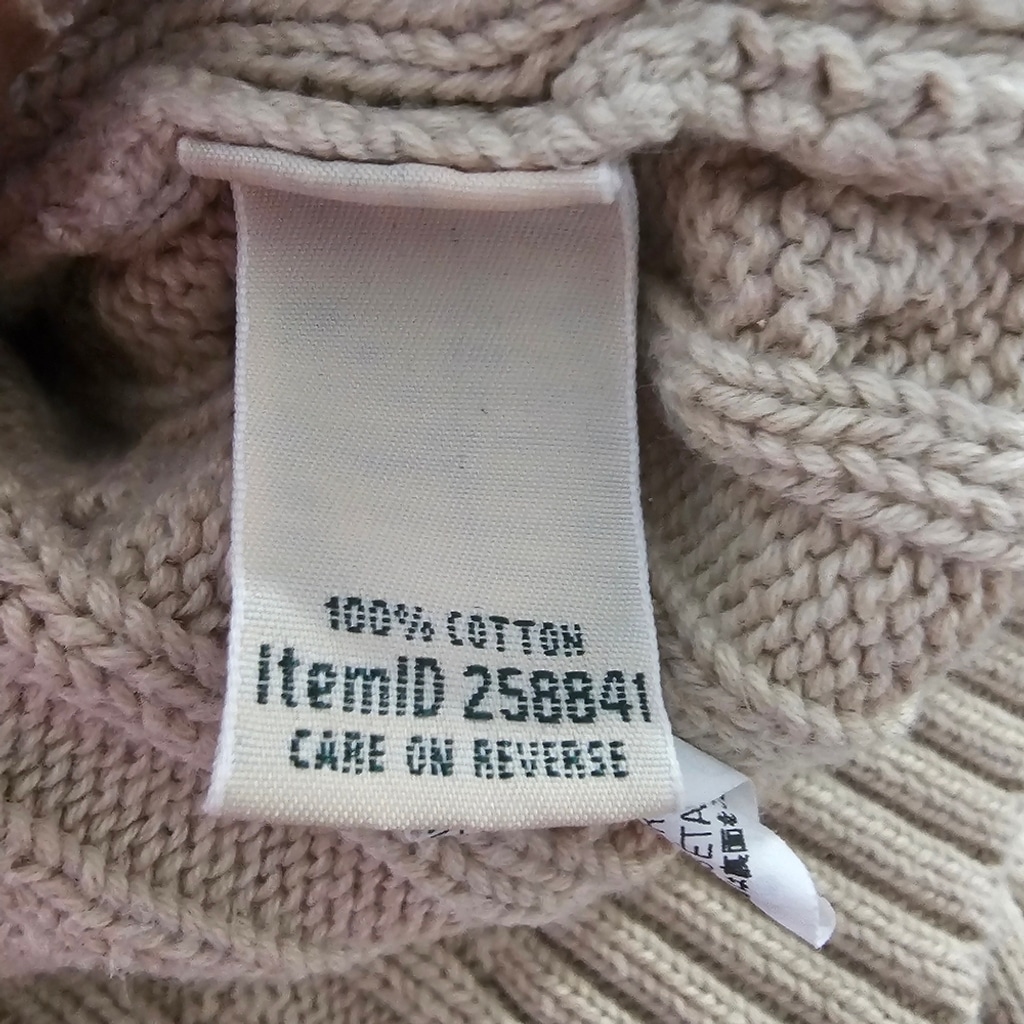 100% COTTON
ItemID 258841
CARE ON REVERSE